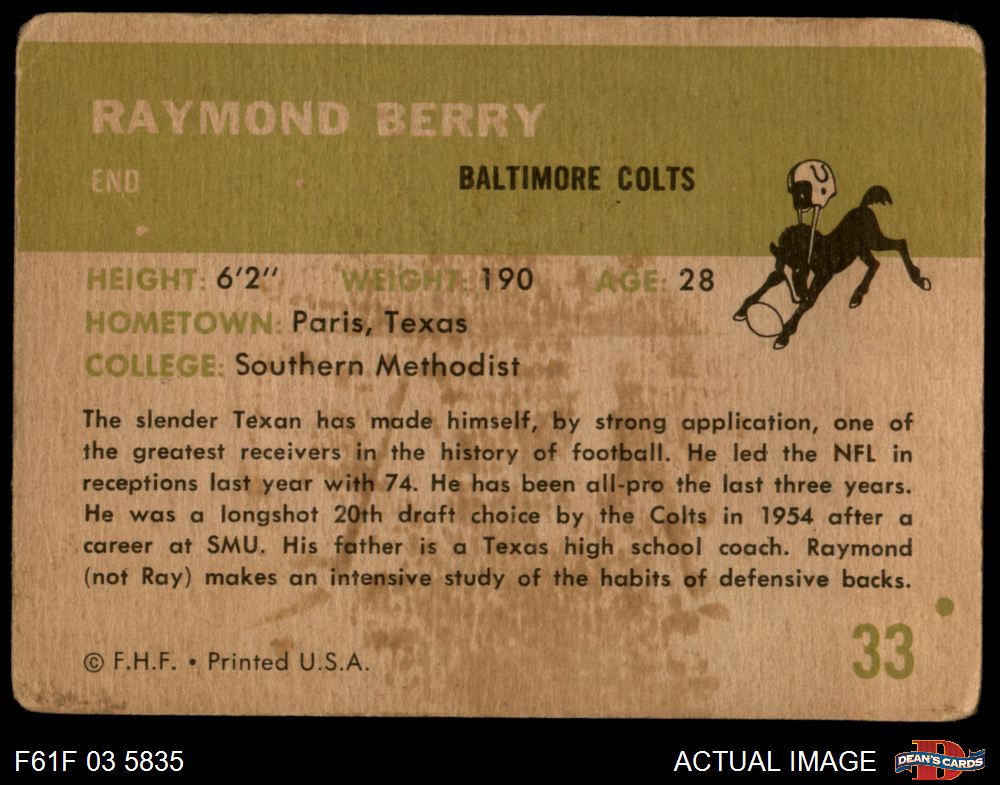 RAYMOND BERRY
END BALTIMORE COLTS
HEIGHT: 6'2" WEIGHT: 190 AGE: 28
HOMETOWN: Paris, Texas
COLLEGE: Southern Methodist
The slender Texan has made himself, by strong application, one of
the greatest receivers in the history of football. He led the NFL in
receptions last year with 74. He has been all-pro the last three years.
He was a longshot 20th draft choice by the Colts in 1954 after a
career at SMU. His father is a Texas high school coach. Raymond
(not Ray) makes an intensive study of the habits of defensive backs.
© F.H.F. • Printed U.S.A. 33
F61F 03 5835 ACTUAL IMAGE D DEAN'S CARDS